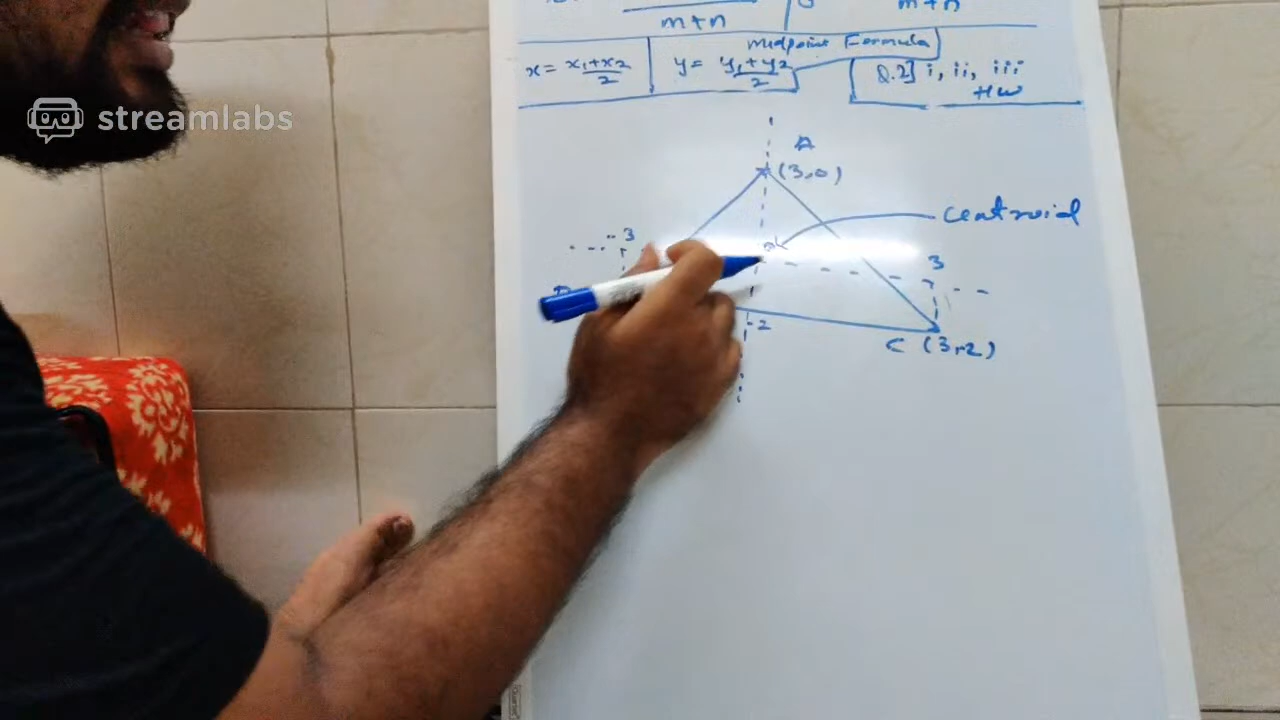 streamlabs
m+n
m+n
Midpoint Formula
x = x₁+x₂/2
y = y₁+y₂/2
Q.2] i, ii, iii
HW
A
(3,0)
centroid
-3
3
-2
C (3,-2)